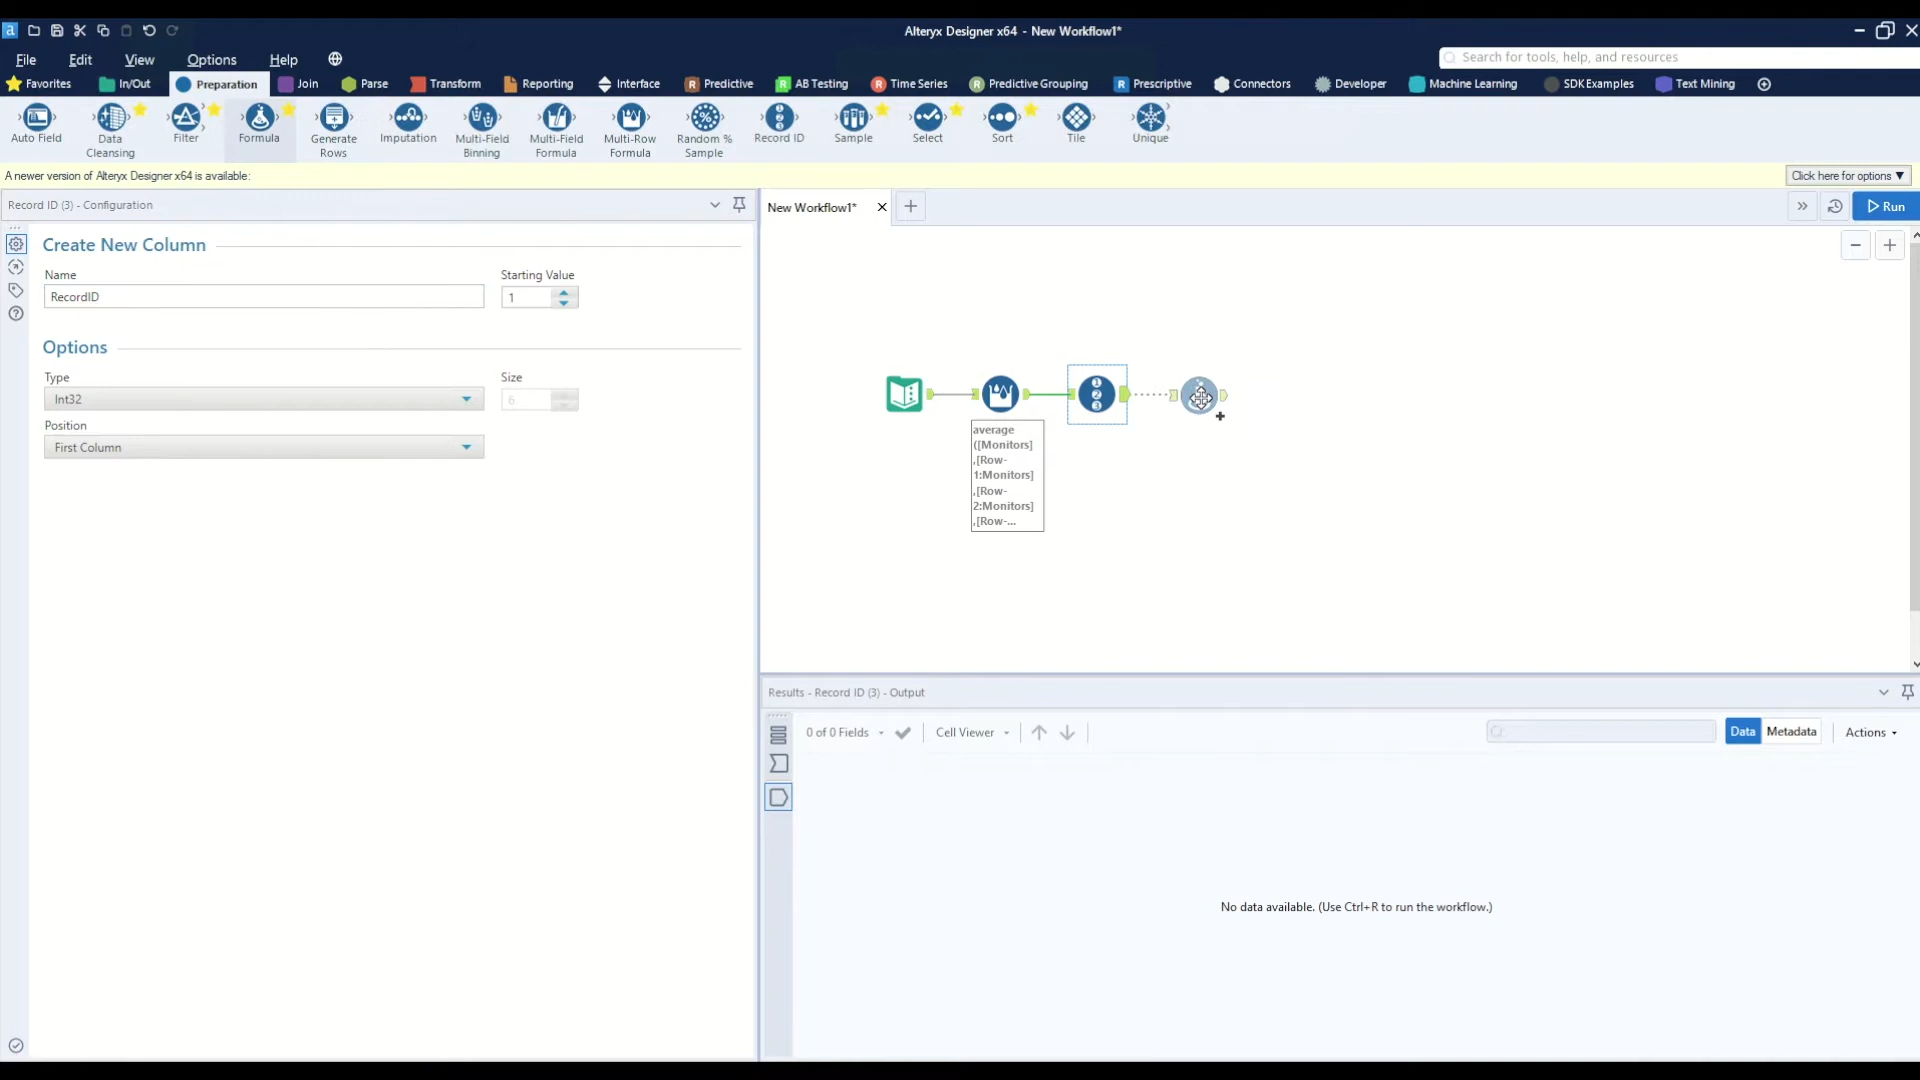 Alteryx Designer x64 - New Workflow1*
File Edit View Options Help
Search for tools, help, and resources
Favorites In/Out Preparation Join Parse Transform Reporting Interface Predictive AB Testing Time Series Predictive Grouping Prescriptive Connectors Developer Machine Learning SDK Examples Text Mining
Auto Field Data Cleansing Filter Formula Generate Rows Imputation Multi-Field Binning Multi-Field Formula Multi-Row Formula Random % Sample Record ID Sample Select Sort Tile Unique
A newer version of Alteryx Designer x64 is available:
Click here for options ▼
Record ID (3) - Configuration
New Workflow1*
Run
Create New Column
Name
Starting Value
RecordID
1
Options
Type
Size
Int32
6
Position
First Column
average
([Monitors]
,[Row-
1:Monitors]
,[Row-
2:Monitors]
,[Row-...
Results - Record ID (3) - Output
0 of 0 Fields
Cell Viewer
Data
Metadata
Actions
No data available. (Use Ctrl+R to run the workflow.)